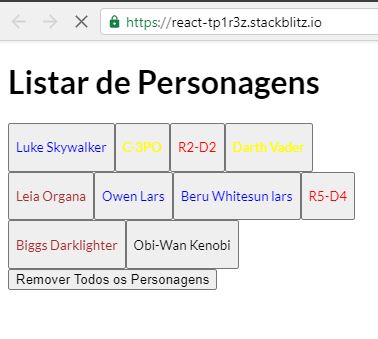 https://react-tp1r3z.stackblitz.io
Listar de Personagens
Luke Skywalker C-3PO R2-D2 Darth Vader
Leia Organa Owen Lars Beru Whitesun lars R5-D4
Biggs Darklighter Obi-Wan Kenobi
Remover Todos os Personagens